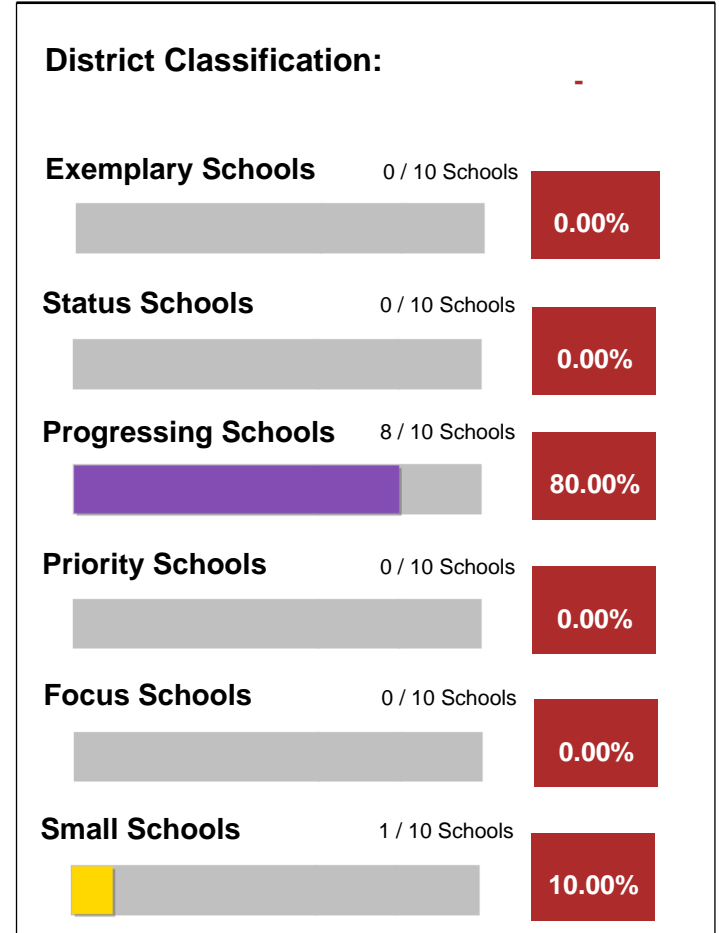 District Classification:
-
Exemplary Schools 0 / 10 Schools
0.00%
Status Schools 0 / 10 Schools
0.00%
Progressing Schools 8 / 10 Schools
80.00%
Priority Schools 0 / 10 Schools
0.00%
Focus Schools 0 / 10 Schools
0.00%
Small Schools 1 / 10 Schools
10.00%